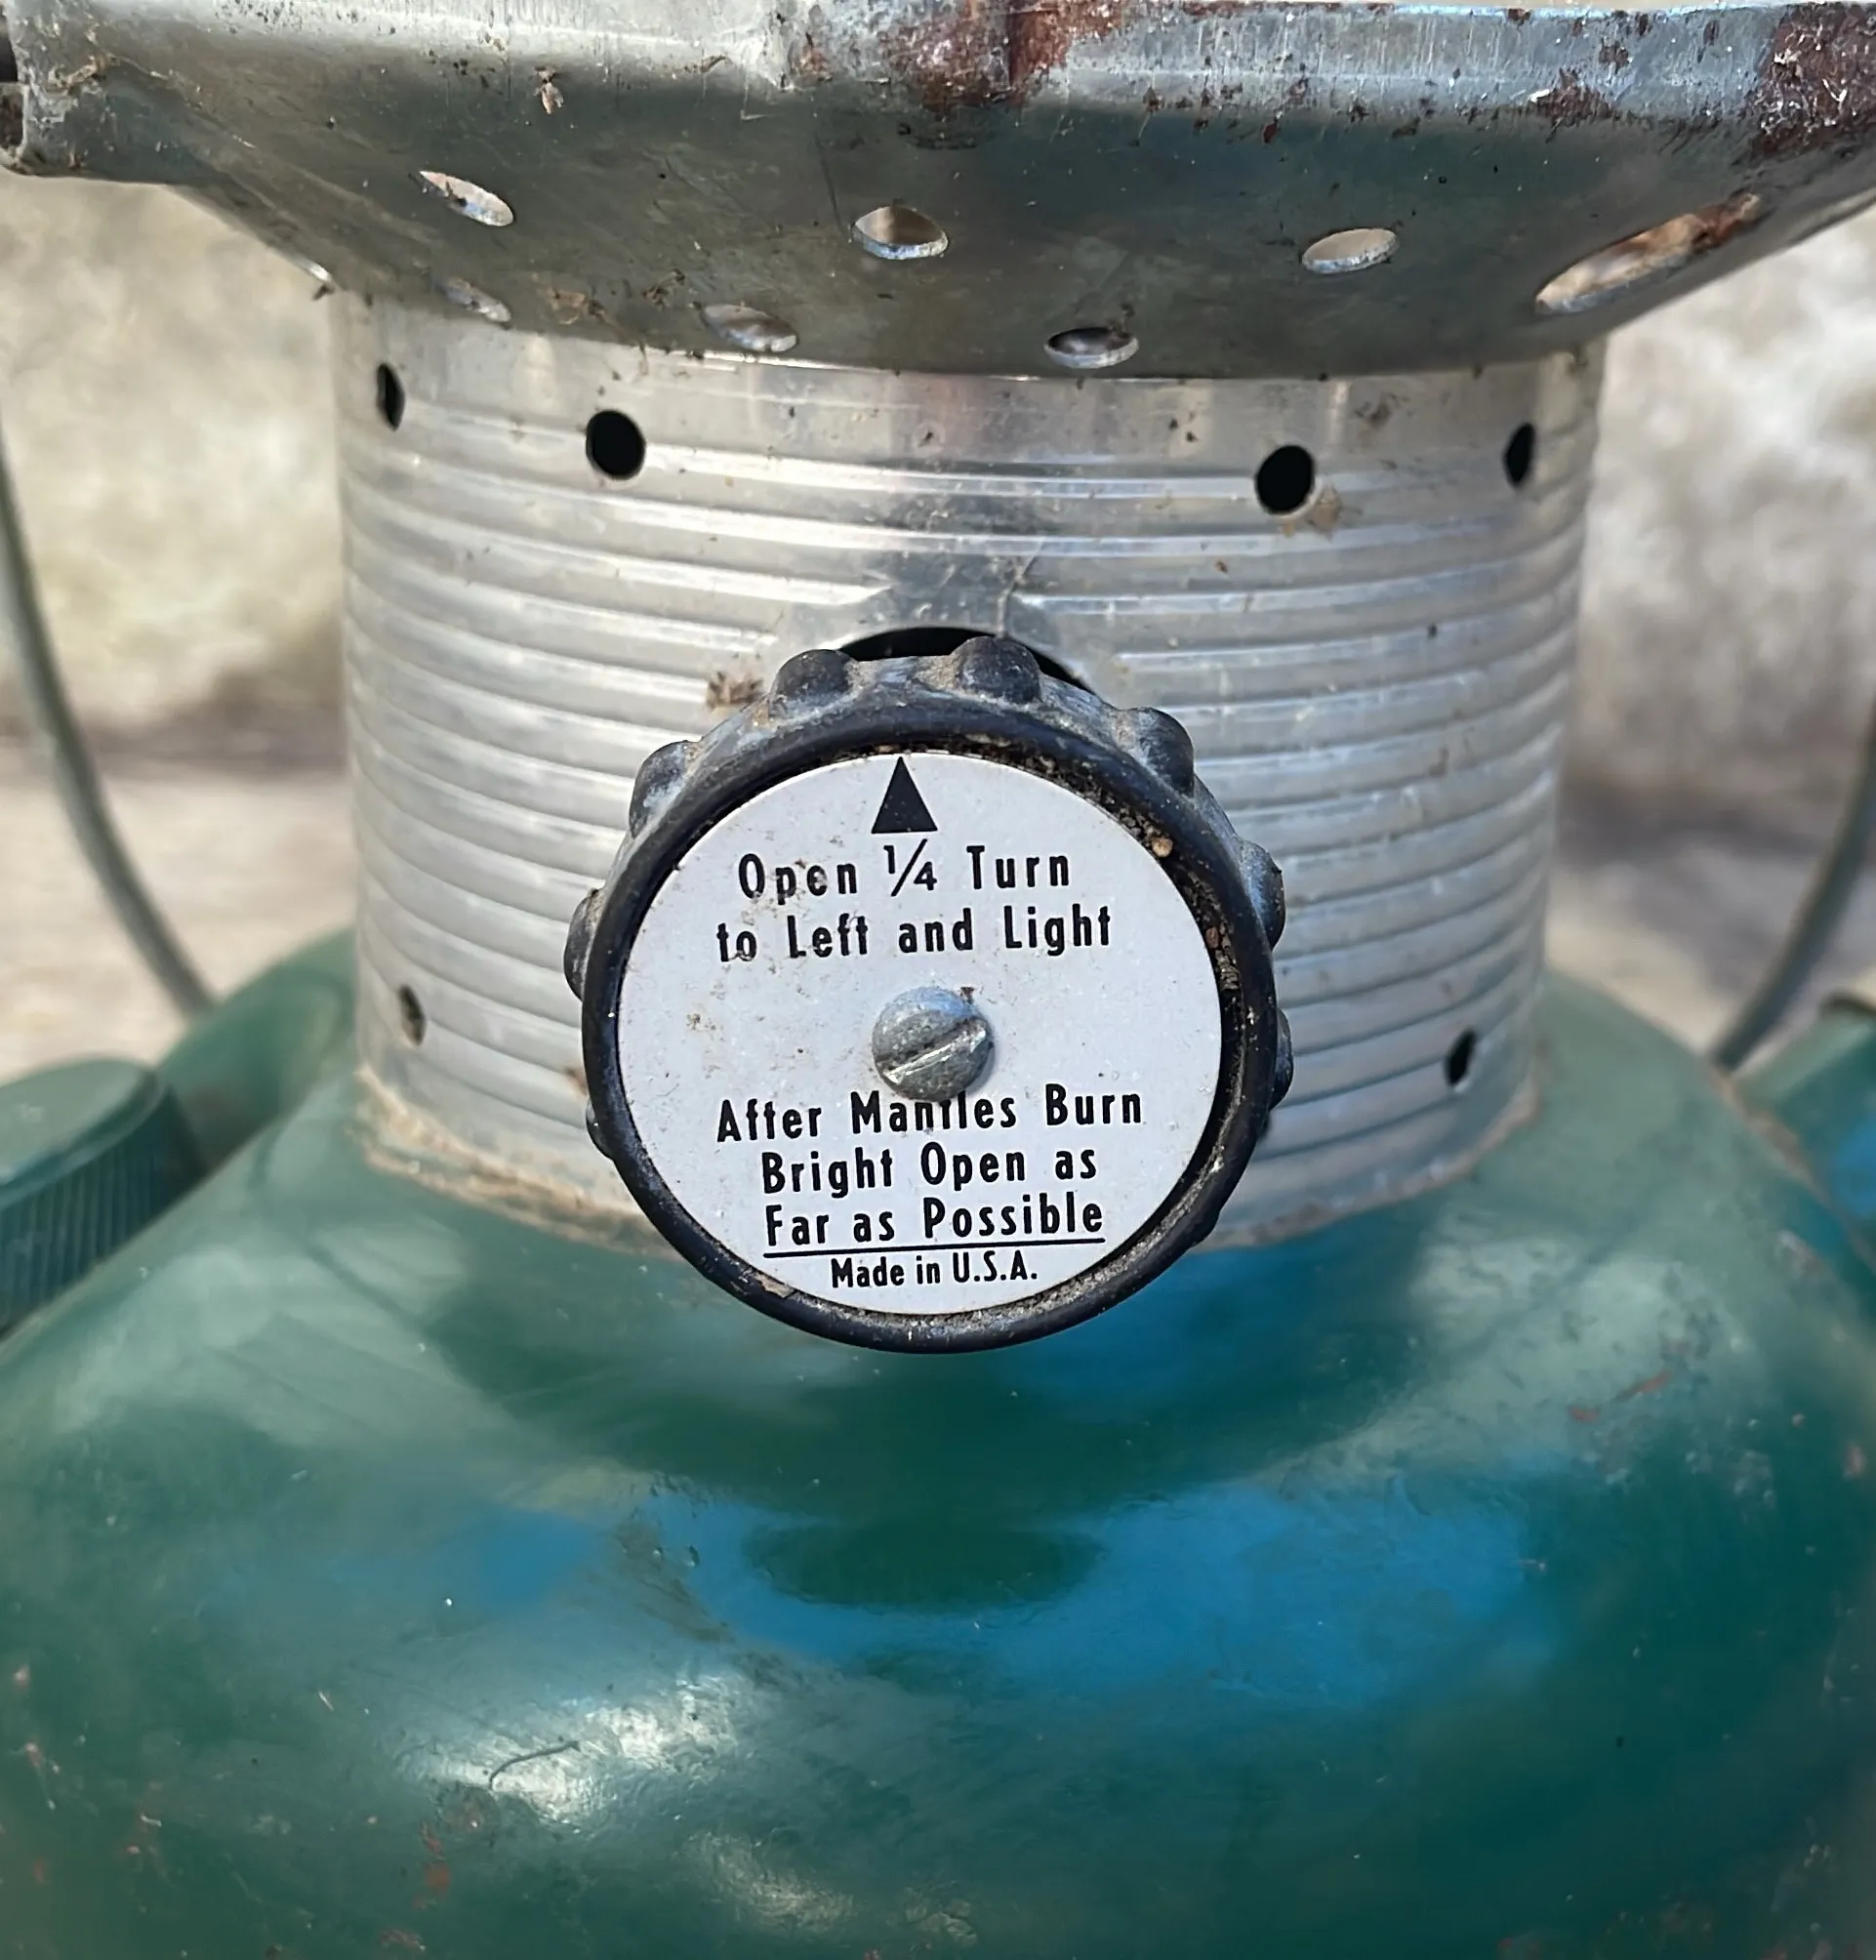 Open 1/4 Turn
to Left and Light
After Mantles Burn
Bright Open as
Far as Possible
Made in U.S.A.